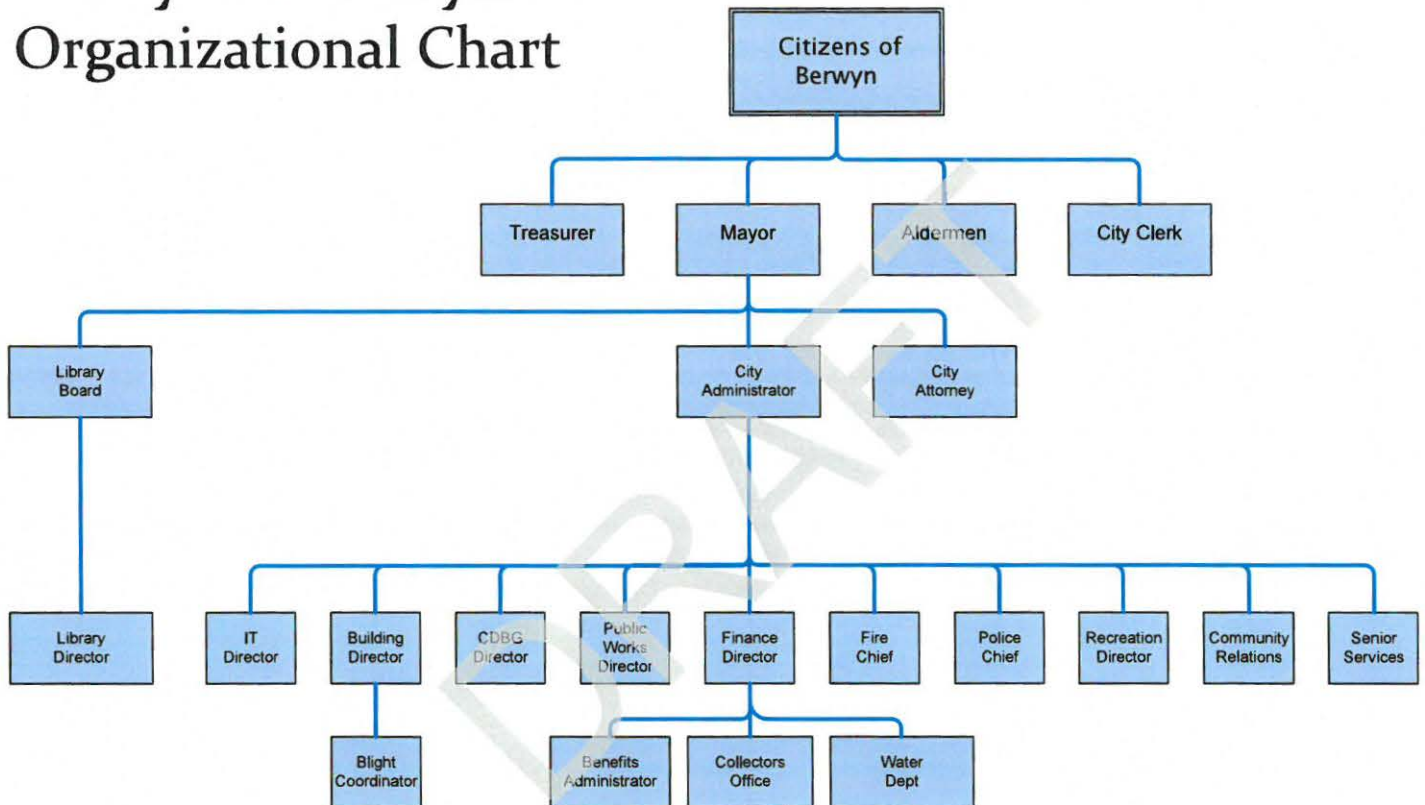 Organizational Chart
Citizens of
Berwyn
Treasurer
Mayor
Aldermen
City Clerk
Library
Board
City
Administrator
City
Attorney
Library
Director
IT
Director
Building
Director
CDBG
Director
Public
Works
Director
Finance
Director
Fire
Chief
Police
Chief
Recreation
Director
Community
Relations
Senior
Services
Blight
Coordinator
Benefits
Administrator
Collectors
Office
Water
Dept
DRAFT